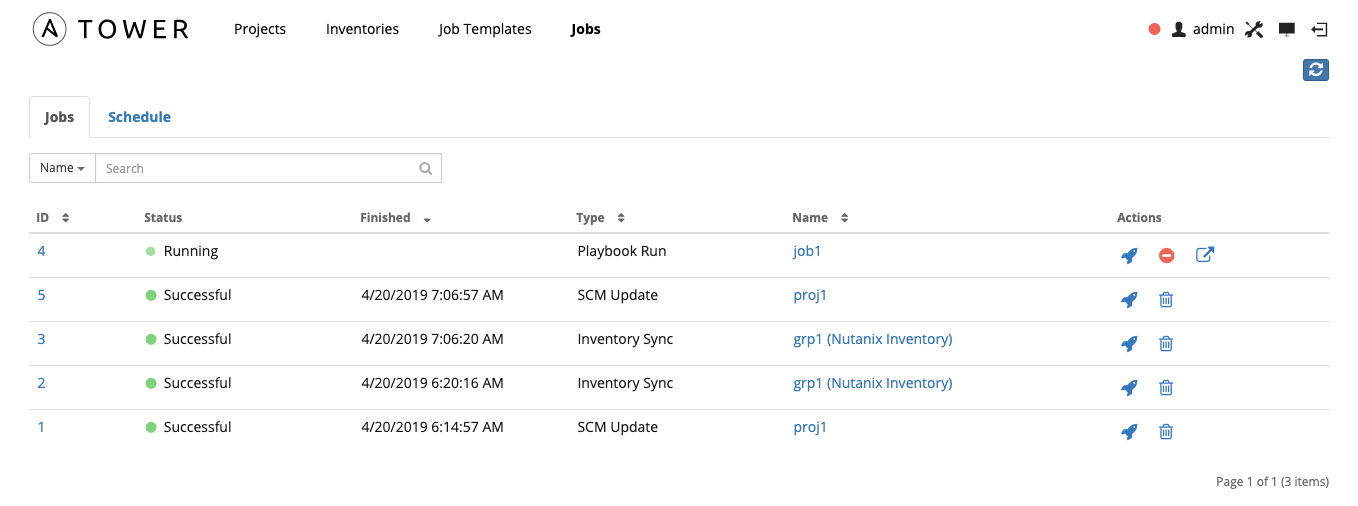 TOWER Projects Inventories Job Templates Jobs admin
Jobs Schedule
Name Search
ID Status Finished Type Name Actions
4 Running Playbook Run job1
5 Successful 4/20/2019 7:06:57 AM SCM Update proj1
3 Successful 4/20/2019 7:06:20 AM Inventory Sync grp1 (Nutanix Inventory)
2 Successful 4/20/2019 6:20:16 AM Inventory Sync grp1 (Nutanix Inventory)
1 Successful 4/20/2019 6:14:57 AM SCM Update proj1
Page 1 of 1 (3 items)